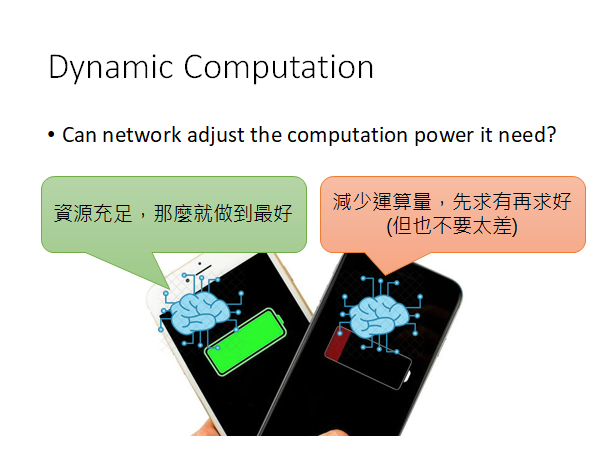 Dynamic Computation
• Can network adjust the computation power it need?
資源充足，那麼就做到最好
減少運算量，先求有再求好
(但也不要太差)